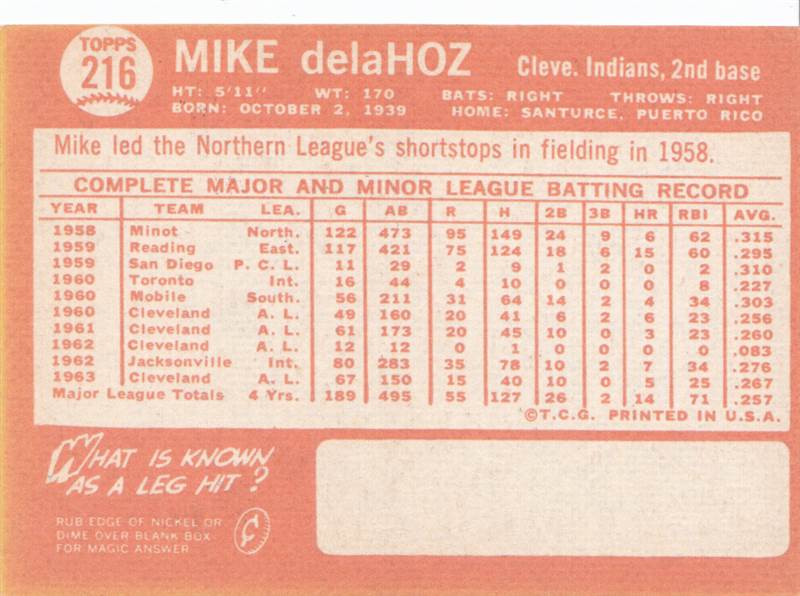 TOPPS
216
MIKE delaHOZ Cleve. Indians, 2nd base
HT: 5'11" WT: 170 BATS: RIGHT THROWS: RIGHT
BORN: OCTOBER 2, 1939 HOME: SANTURCE, PUERTO RICO
Mike led the Northern League's shortstops in fielding in 1958.
COMPLETE MAJOR AND MINOR LEAGUE BATTING RECORD
YEAR TEAM LEA. G AB R H 2B 3B HR RBI AVG.
1958 Minot North. 122 473 95 149 24 9 6 62 .315
1959 Reading East. 117 421 75 124 18 6 15 60 .295
1959 San Diego P. C. L. 11 29 2 9 1 2 0 2 .310
1960 Toronto Int. 16 44 4 10 0 0 0 8 .227
1960 Mobile South. 56 211 31 64 14 2 4 34 .303
1960 Cleveland A. L. 49 160 20 41 6 2 6 23 .256
1961 Cleveland A. L. 61 173 20 45 10 0 3 23 .260
1962 Cleveland A. L. 12 12 0 1 0 0 0 0 .083
1962 Jacksonville Int. 80 283 35 78 10 2 7 34 .276
1963 Cleveland A. L. 67 150 15 40 10 0 5 25 .267
Major League Totals 4 Yrs. 189 495 55 127 26 2 14 71 .257
©T.C.G. PRINTED IN U.S.A.
WHAT IS KNOWN
AS A LEG HIT?
RUB EDGE OF NICKEL OR
DIME OVER BLANK BOX
FOR MAGIC ANSWER